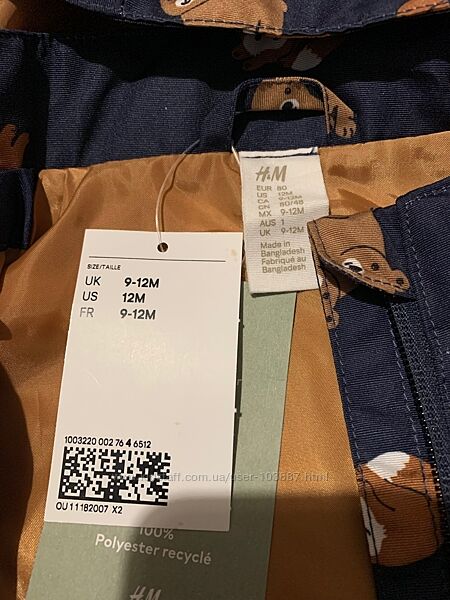 H&M
EUR 80
US 12M
CA 9-12M
CN 80/48
MX 9-12M
AUS 1
UK 9-12M
Made in
Bangladesh
Fabriqué au
Bangladesh
SIZE/TAILLE
UK 9-12M
US 12M
FR 9-12M
1003220 002 76 4 6512
OU11182007 X2
100%
Polyester recyclé
H&M